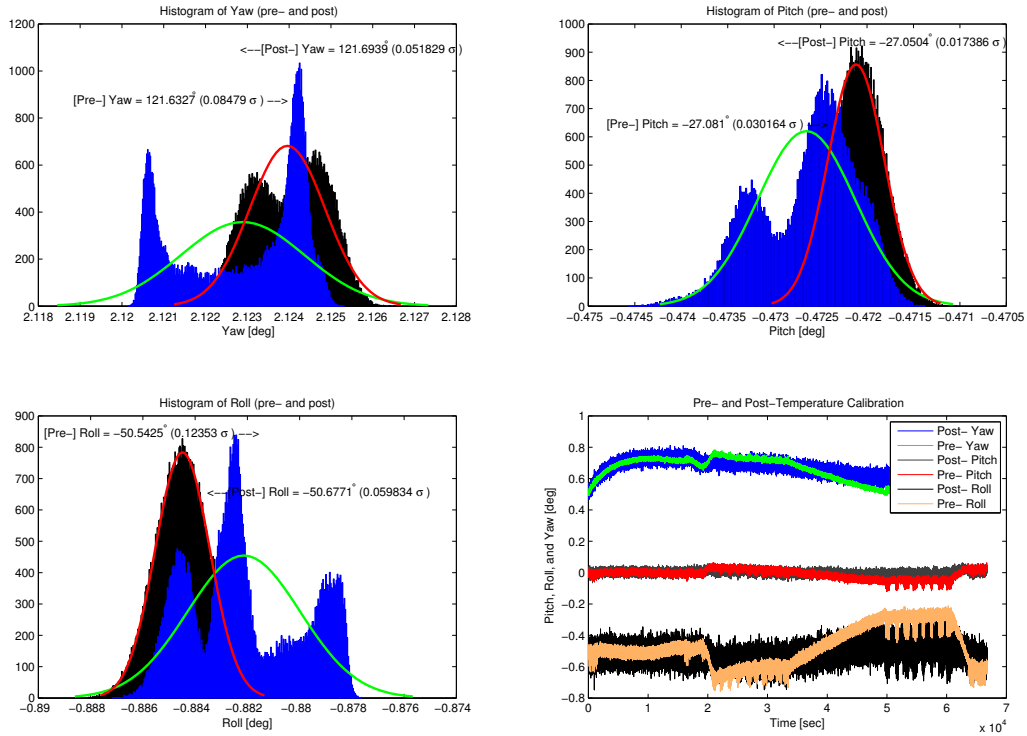 Histogram of Yaw (pre− and post)
1200
1000
800
600
400
200
0
<−−[Post−] Yaw = 121.6939° (0.051829 σ )
[Pre−] Yaw = 121.6327° (0.08479 σ ) −−>
2.118 2.119 2.12 2.121 2.122 2.123 2.124 2.125 2.126 2.127 2.128
Yaw [deg]
Histogram of Pitch (pre− and post)
1000
900
800
700
600
500
400
300
200
100
0
<−−[Post−] Pitch = −27.0504° (0.017386 σ )
[Pre−] Pitch = −27.081° (0.030164 σ )
−0.475 −0.4745 −0.474 −0.4735 −0.473 −0.4725 −0.472 −0.4715 −0.471 −0.4705
Pitch [deg]
Histogram of Roll (pre− and post)
900
800
700
600
500
400
300
200
100
0
[Pre−] Roll = −50.5425° (0.12353 σ ) −−>
<−−[Post−] Roll = −50.6771° (0.059834 σ )
−0.89 −0.888 −0.886 −0.884 −0.882 −0.88 −0.878 −0.876 −0.874
Roll [deg]
Pre− and Post−Temperature Calibration
Pitch, Roll, and Yaw [deg]
1
0.8
0.6
0.4
0.2
0
−0.2
−0.4
−0.6
−0.8
Post− Yaw
Pre− Yaw
Post− Pitch
Pre− Pitch
Post− Roll
Pre− Roll
0 1 2 3 4 5 6 7
Time [sec]
x 10⁴